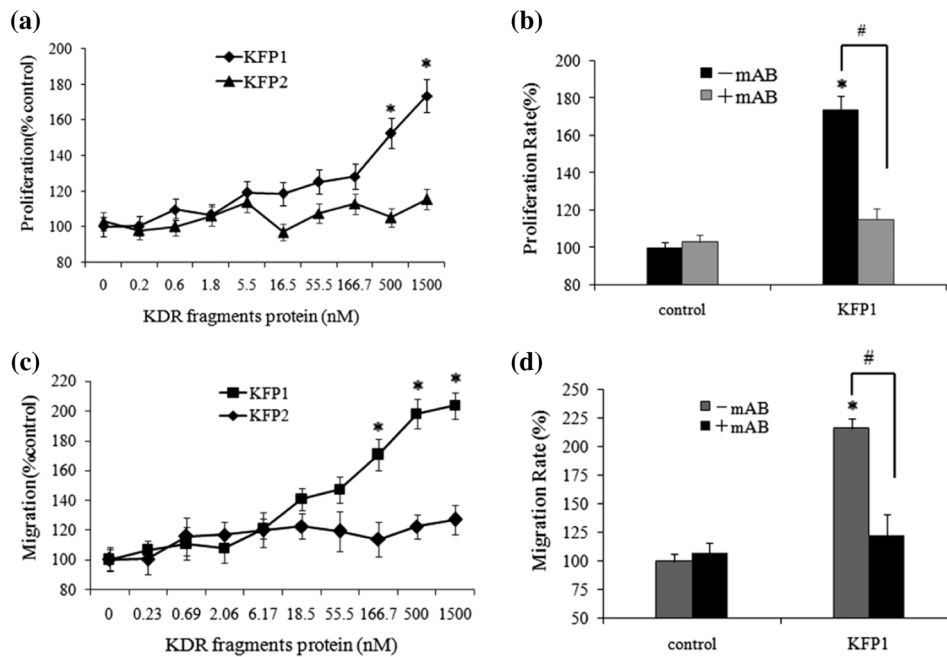 (a)
KFP1
KFP2
*
*
Proliferation(% control)
200
180
160
140
120
100
80
0 0.2 0.6 1.8 5.5 16.5 55.5 166.7 500 1500
KDR fragments protein (nM)
(b)
#
−mAB
+mAB
*
Proliferation Rate(%)
200
180
160
140
120
100
80
control KFP1
(c)
KFP1
KFP2
*
*
*
Migration(%control)
220
200
180
160
140
120
100
80
0 0.23 0.69 2.06 6.17 18.5 55.5 166.7 500 1500
KDR fragments protein (nM)
(d)
#
−mAB
+mAB
*
Migration Rate (%)
250
225
200
175
150
125
100
75
50
control KFP1